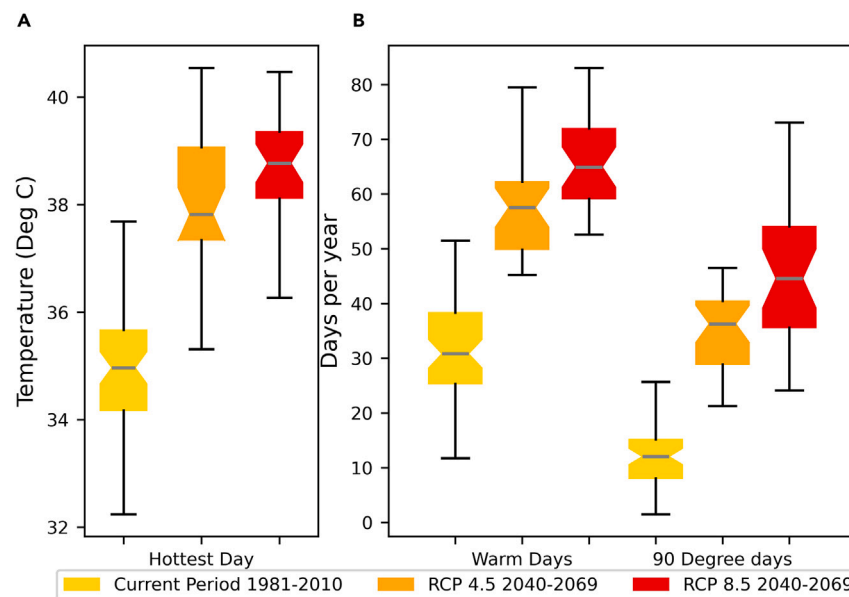 A
B
Temperature (Deg C)
40
38
36
34
32
Hottest Day
Days per year
80
70
60
50
40
30
20
10
0
Warm Days
90 Degree days
Current Period 1981-2010
RCP 4.5 2040-2069
RCP 8.5 2040-2069